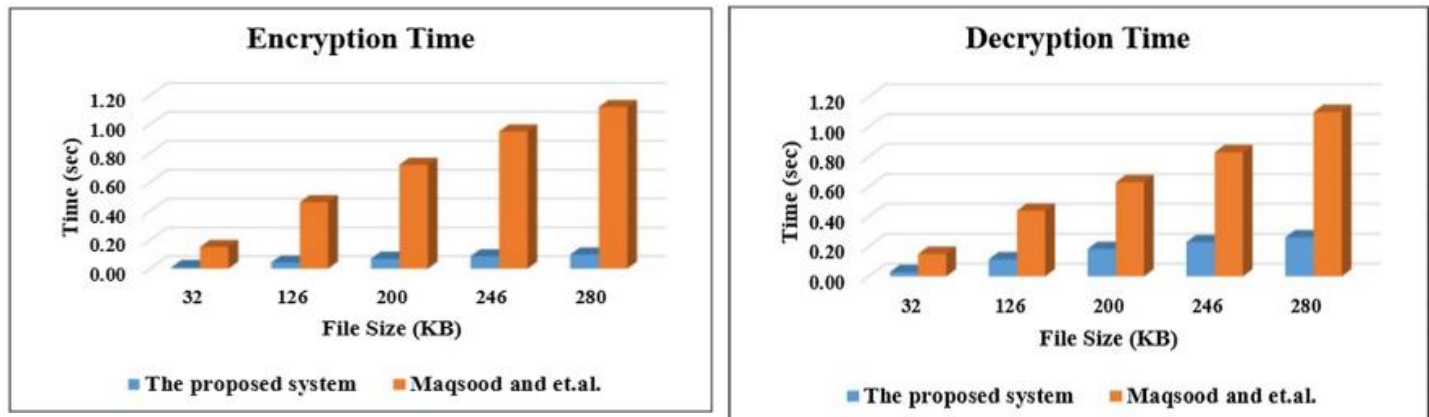 Encryption Time
1.20
1.00
0.80
0.60
0.40
0.20
0.00
Time (sec)
32 126 200 246 280
File Size (KB)
The proposed system Maqsood and et.al.
Decryption Time
1.20
1.00
0.80
0.60
0.40
0.20
0.00
Time (sec)
32 126 200 246 280
File Size (KB)
The proposed system Maqsood and et.al.